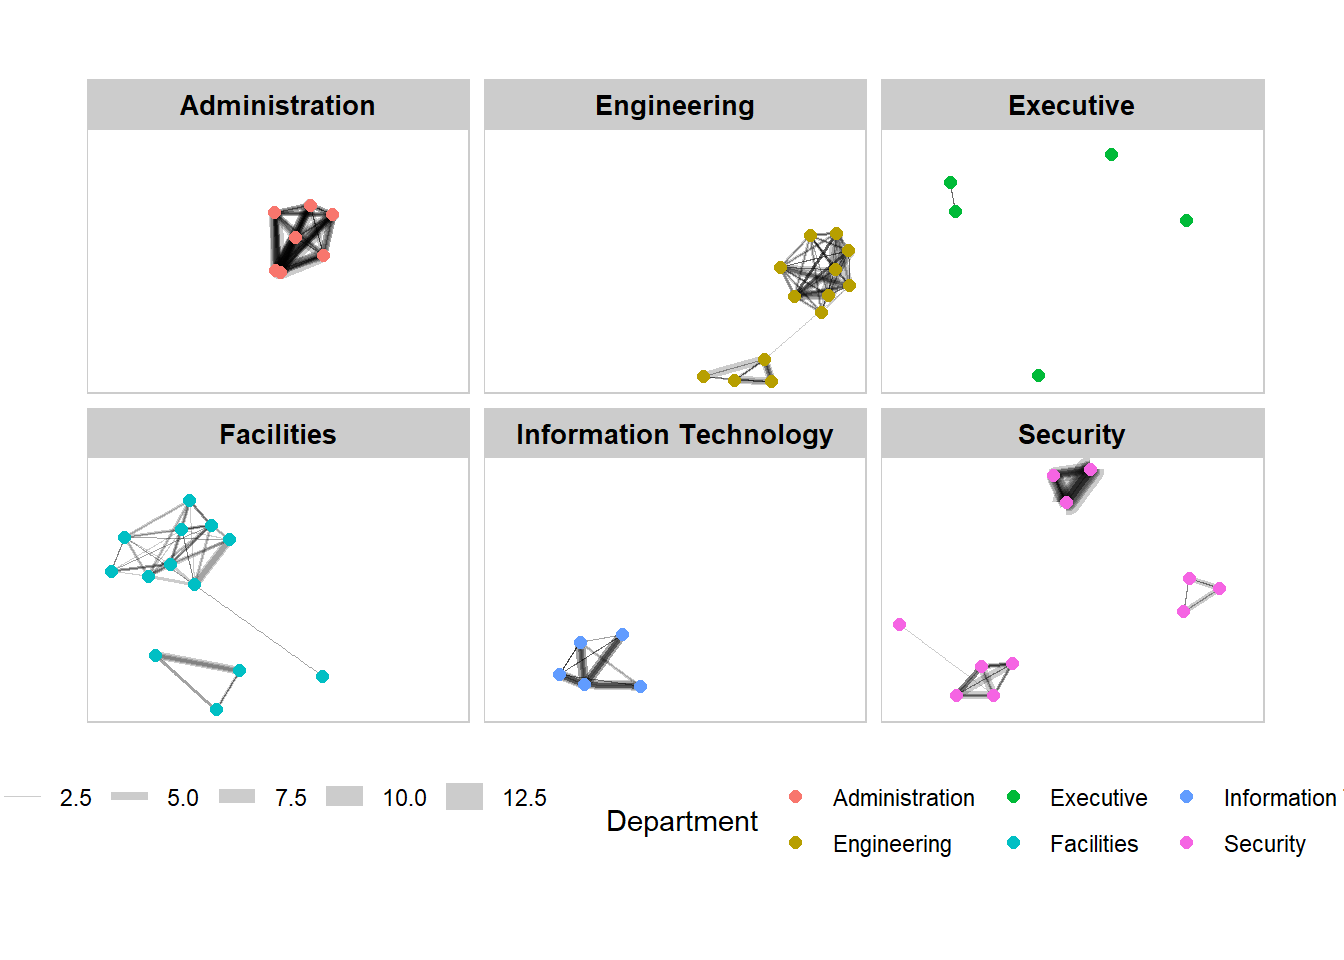 Administration
Engineering
Executive
Facilities
Information Technology
Security
2.5 5.0 7.5 10.0 12.5
Department
Administration Executive Information
Engineering Facilities Security